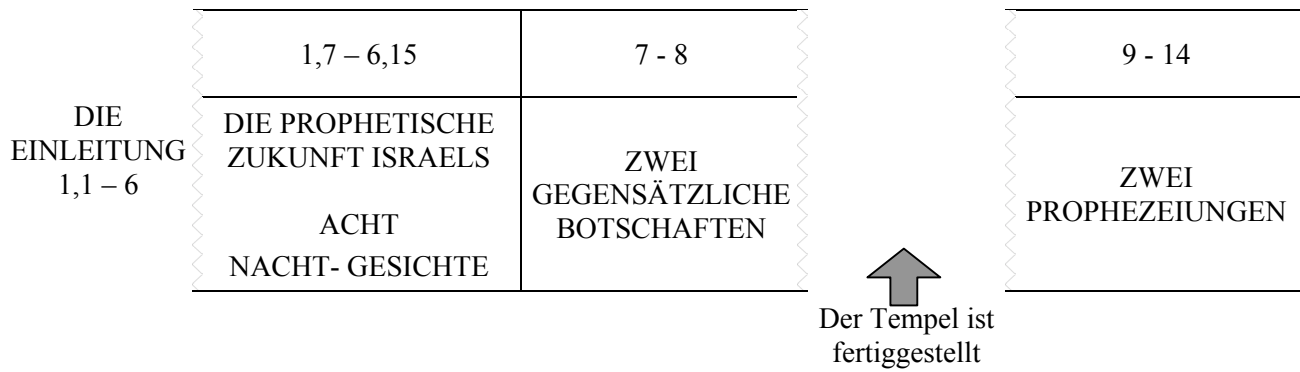 DIE
EINLEITUNG
1,1 – 6
1,7 – 6,15
DIE PROPHETISCHE
ZUKUNFT ISRAELS
ACHT
NACHT- GESICHTE
7 - 8
ZWEI
GEGENSÄTZLICHE
BOTSCHAFTEN
Der Tempel ist
fertiggestellt
9 - 14
ZWEI
PROPHEZEIUNGEN